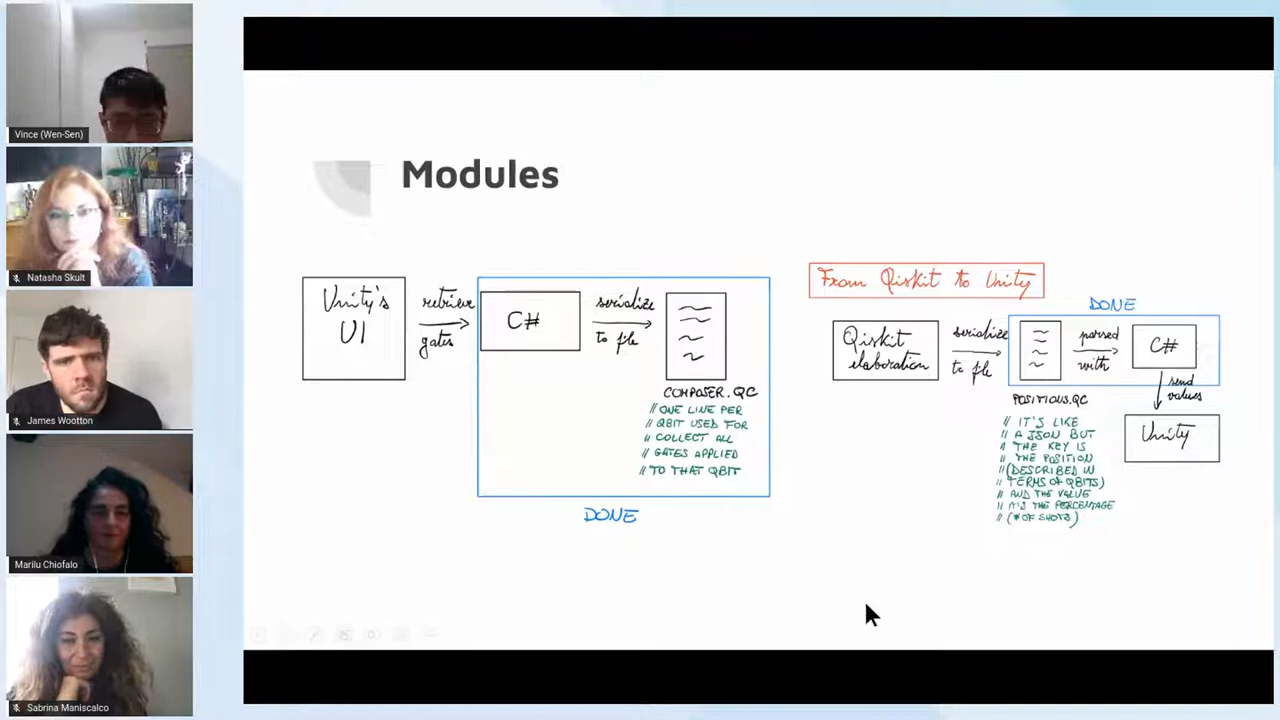 Vince (Wen-Sen)
Natasha Skult
James Wootton
Marilu Chiofalo
Sabrina Maniscalco
Modules
Unity's
UI
retrieve
gates
C#
serialize
to file
COMPOSER.QC
// ONE LINE PER
// QBIT USED FOR
// COLLECT ALL
// GATES APPLIED
// TO THAT QBIT
DONE
From Qiskit to Unity
DONE
Qiskit
elaboration
serialize
to file
parsed
with
C#
send
values
Unity
POSITIONS.QC
// IT'S LIKE
// A JSON BUT
// THE KEY IS
// THE POSITION
// (DESCRIBED IN
// TERMS OF QBITS)
// AND THE VALUE
// IT'S THE PERCENTAGE
// (# OF SHOTS)